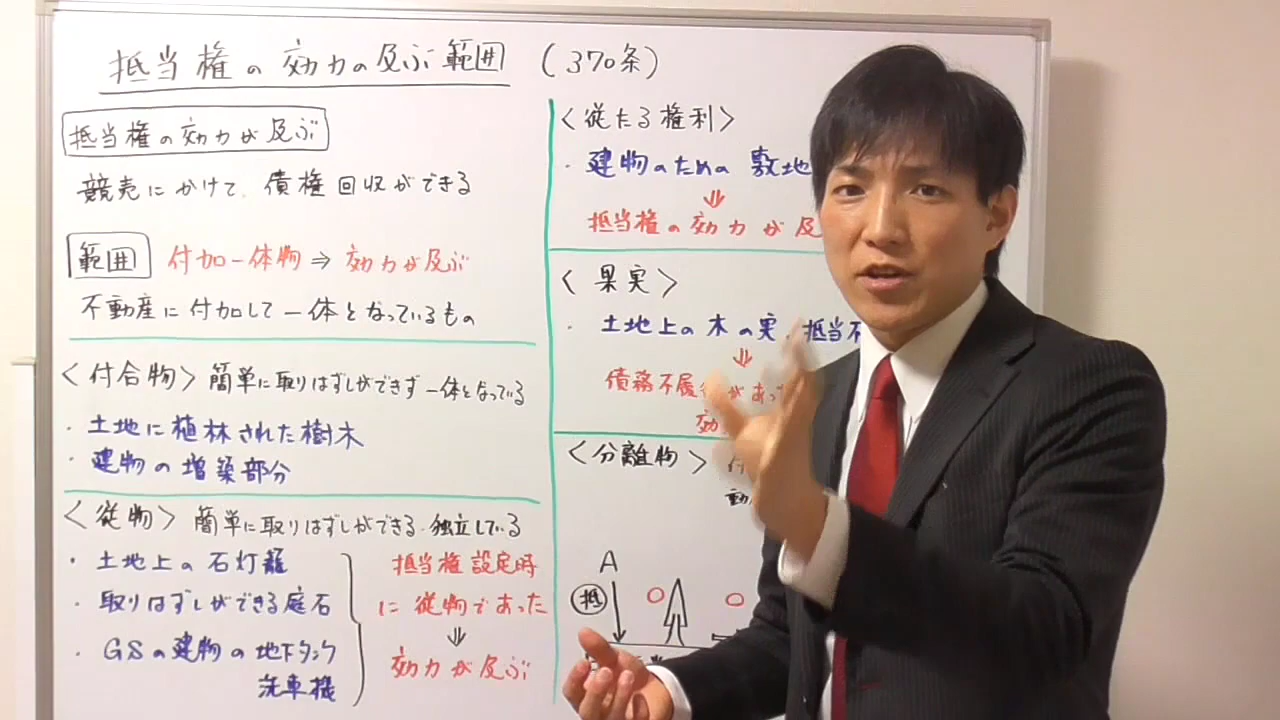 抵当権の効力の及ぶ範囲 (370条)
抵当権の効力が及ぶ
競売にかけて、債権回収ができる
範囲 付加一体物⇒効力が及ぶ
不動産に付加して一体となっているもの
<付合物> 簡単に取りはずしができず一体となっている
・土地に植林された樹木
・建物の増築部分
<従物> 簡単に取りはずしができる・独立している
・土地上の石灯籠
・取りはずしができる庭石
・GSの建物の地下タンク
洗車機
抵当権設定時
に従物であった
⇓
効力が及ぶ
<従たる権利>
・建物のための敷地
⇓
抵当権の効力が及
<果実>
・土地上の木の実、抵当不
⇓
債務不履行があっ
効
<分離物>
動
A
抵